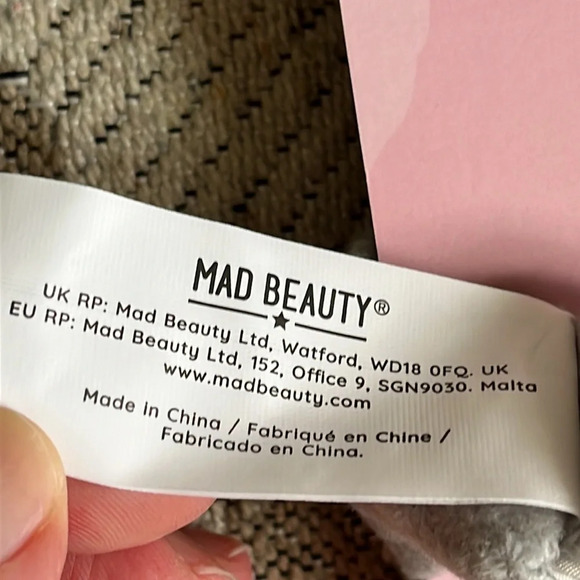 MAD BEAUTY®
UK RP: Mad Beauty Ltd, Watford, WD18 0FQ. UK
EU RP: Mad Beauty Ltd, 152, Office 9, SGN9030. Malta
www.madbeauty.com
Made in China / Fabriqué en Chine /
Fabricado en China.